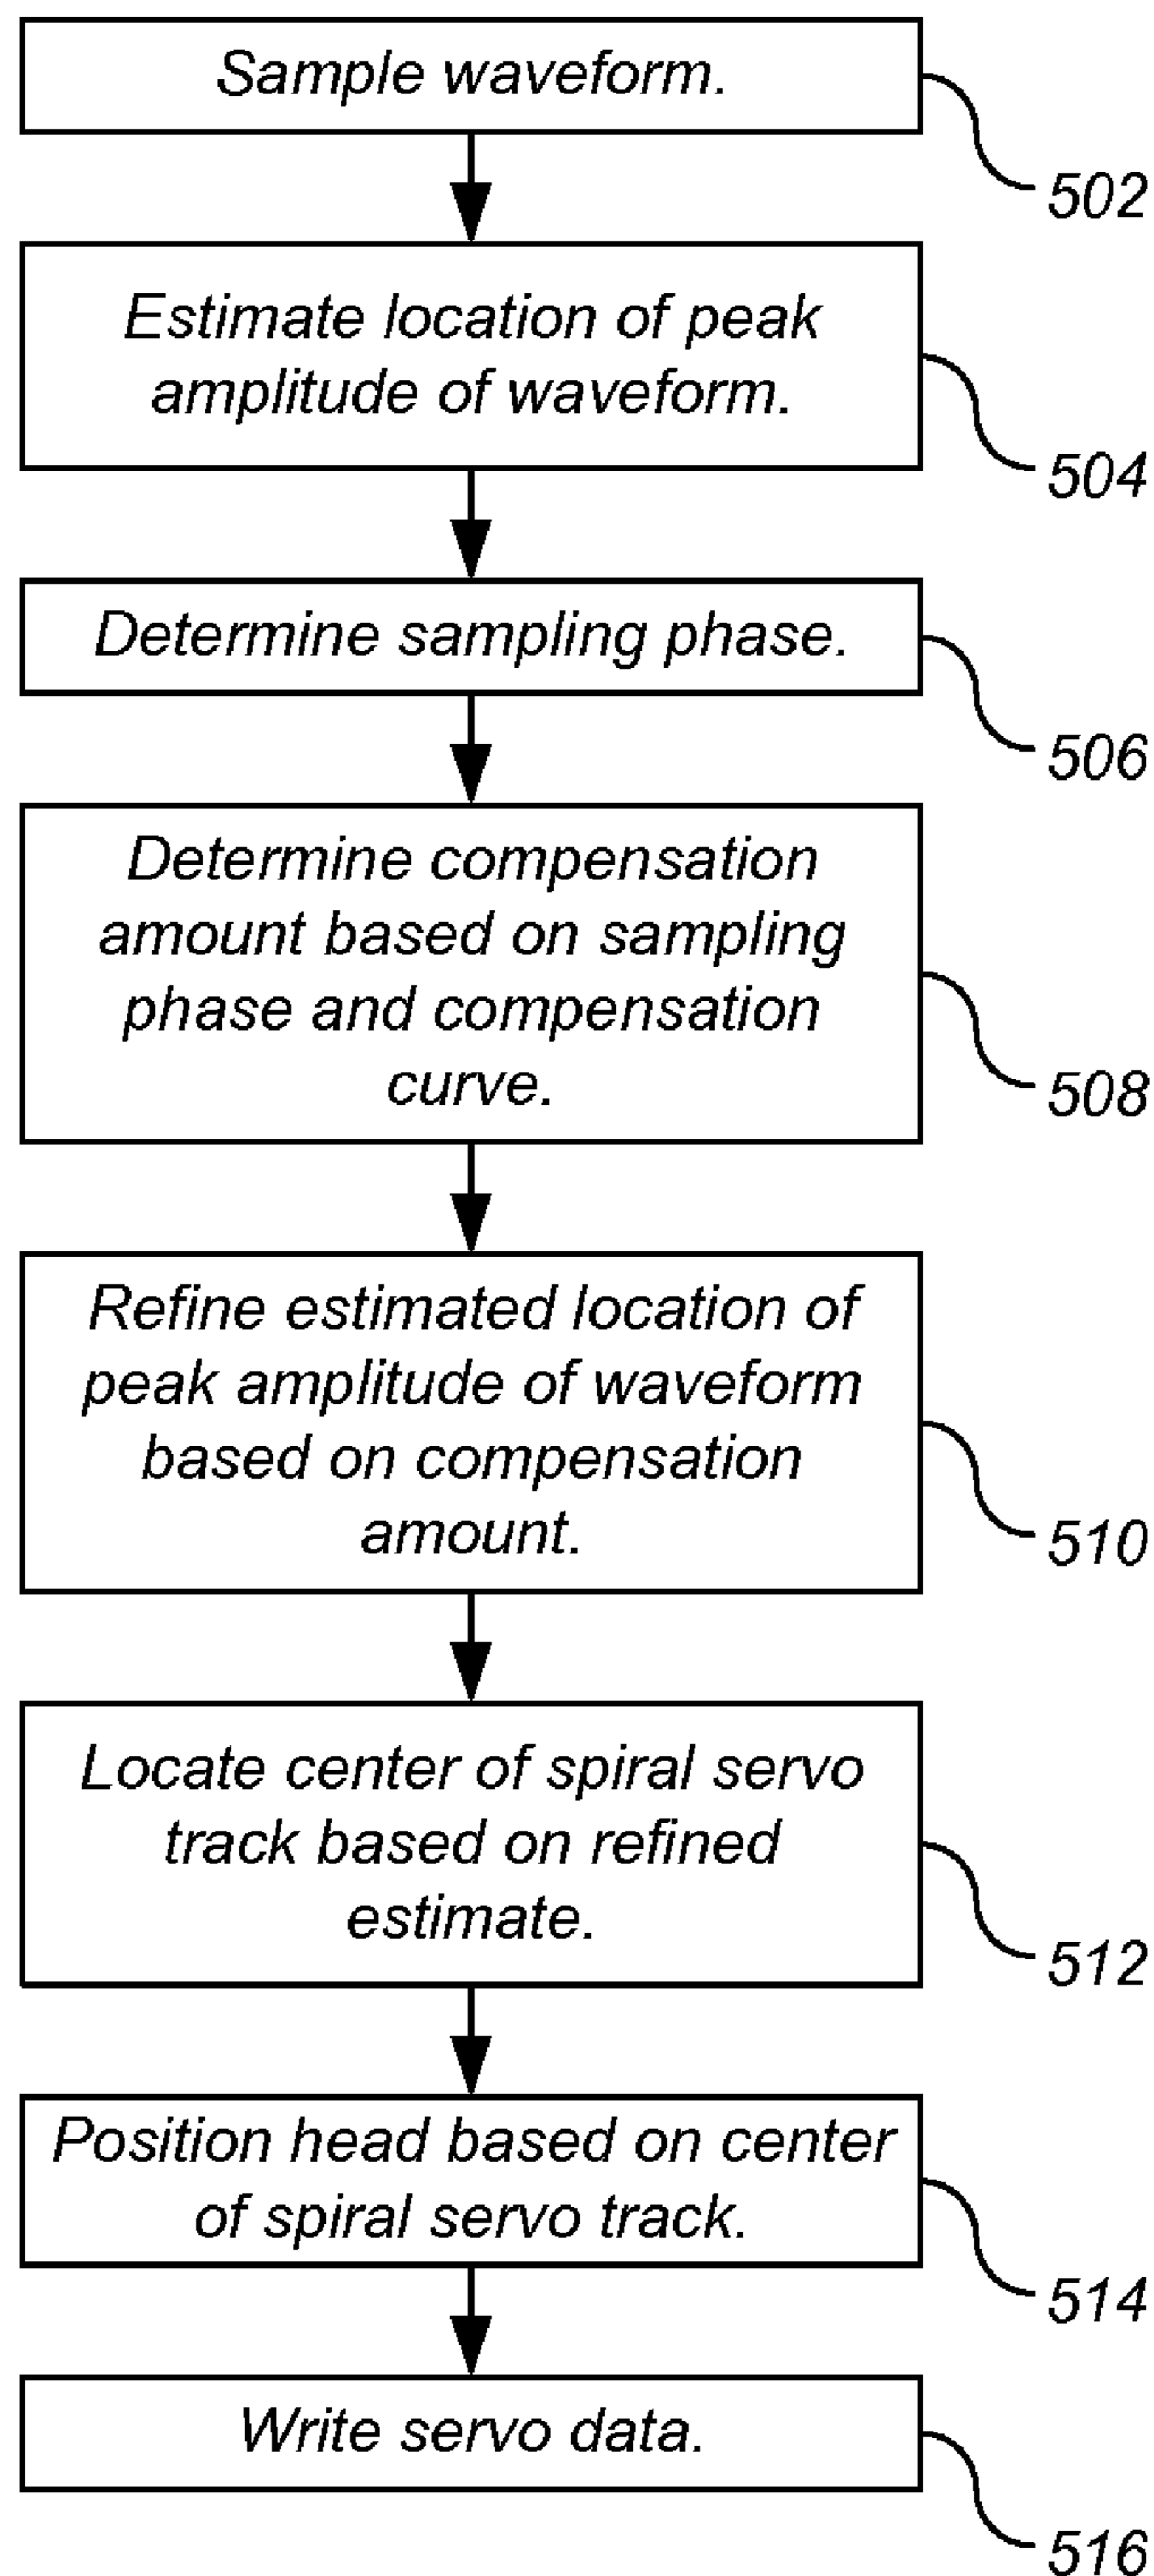 Sample waveform.
502
Estimate location of peak
amplitude of waveform.
504
Determine sampling phase.
506
Determine compensation
amount based on sampling
phase and compensation
curve.
508
Refine estimated location of
peak amplitude of waveform
based on compensation
amount.
510
Locate center of spiral servo
track based on refined
estimate.
512
Position head based on center
of spiral servo track.
514
Write servo data.
516